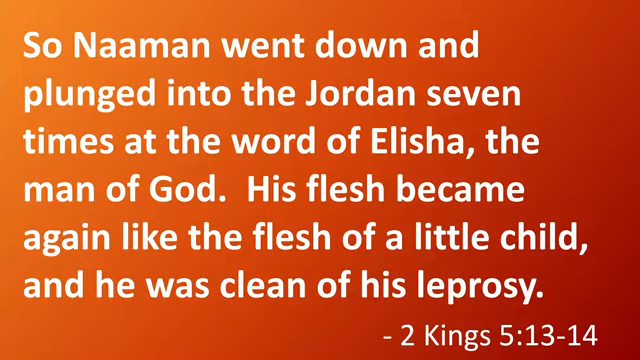 So Naaman went down and
plunged into the Jordan seven
times at the word of Elisha, the
man of God.  His flesh became
again like the flesh of a little child,
and he was clean of his leprosy.
- 2 Kings 5:13-14